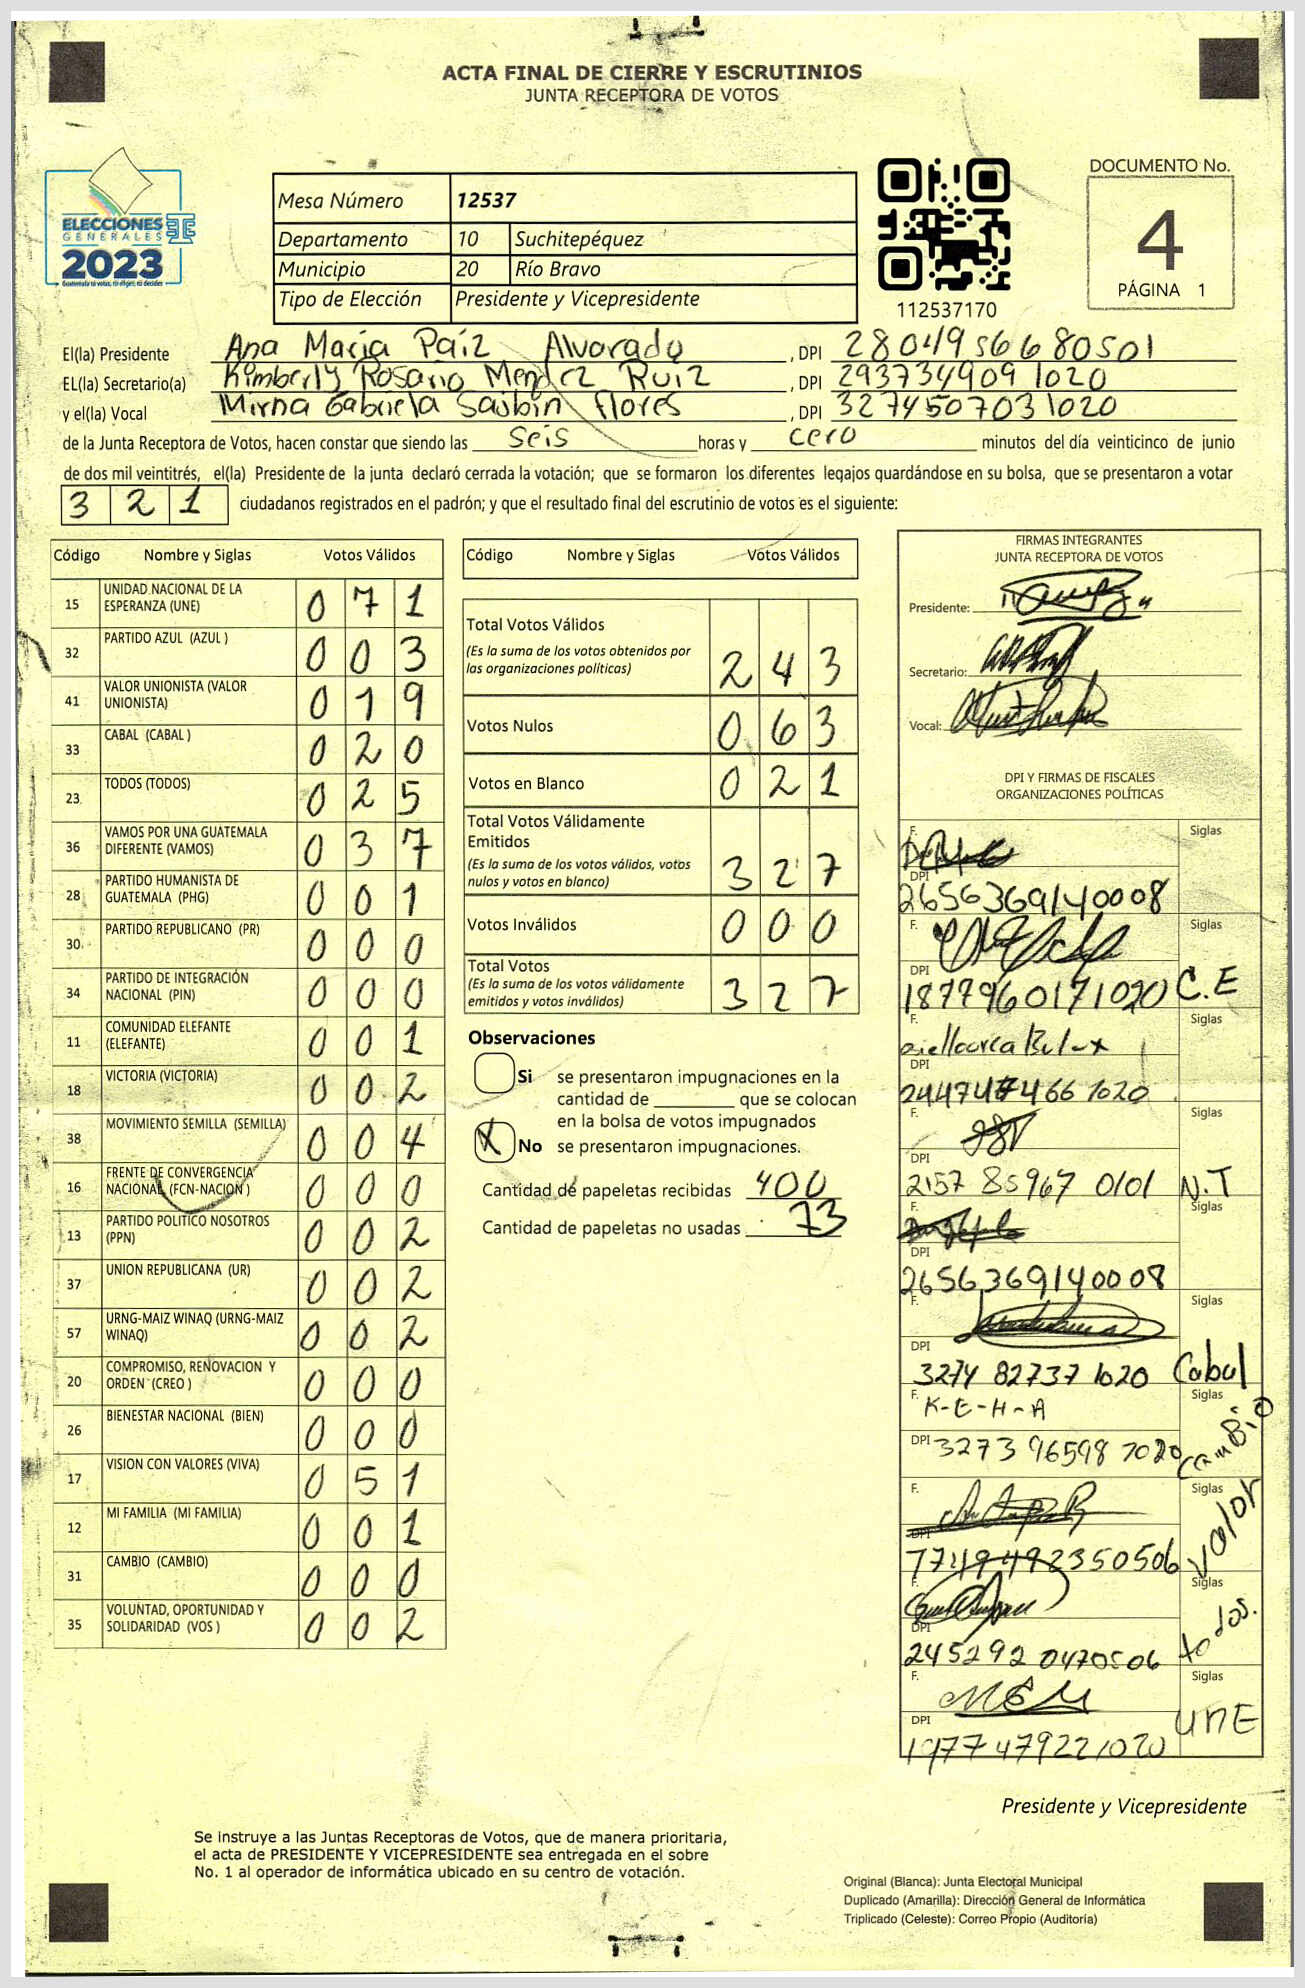 ACTA FINAL DE CIERRE Y ESCRUTINIOS
JUNTA RECEPTORA DE VOTOS
ELECCIONES
GENERALES
2023
Guatemala tú votas, tú eliges, tú decides
Mesa Número 12537
Departamento 10 Suchitepéquez
Municipio 20 Río Bravo
Tipo de Elección Presidente y Vicepresidente
112537170
DOCUMENTO No.
4
PÁGINA 1
El(la) Presidente Ana Maria Paíz Alvarado , DPI 2804956680501
EL(la) Secretario(a) Kimberly Rosario Mendez Ruiz , DPI 2937349091020
y el(la) Vocal Mirna Gabriela Saubin flores , DPI 3274507031020
de la Junta Receptora de Votos, hacen constar que siendo las seis horas y cero minutos del día veinticinco de junio
de dos mil veintitrés, el(la) Presidente de la junta declaró cerrada la votación; que se formaron los diferentes legajos guardándose en su bolsa, que se presentaron a votar
3 2 1 ciudadanos registrados en el padrón; y que el resultado final del escrutinio de votos es el siguiente:
Código Nombre y Siglas Votos Válidos
15 UNIDAD NACIONAL DE LA ESPERANZA (UNE) 0 7 1
32 PARTIDO AZUL (AZUL ) 0 0 3
41 VALOR UNIONISTA (VALOR UNIONISTA) 0 1 9
33 CABAL (CABAL ) 0 2 0
23 TODOS (TODOS) 0 2 5
36 VAMOS POR UNA GUATEMALA DIFERENTE (VAMOS) 0 3 7
28 PARTIDO HUMANISTA DE GUATEMALA (PHG) 0 0 1
30 PARTIDO REPUBLICANO (PR) 0 0 0
34 PARTIDO DE INTEGRACIÓN NACIONAL (PIN) 0 0 0
11 COMUNIDAD ELEFANTE (ELEFANTE) 0 0 1
18 VICTORIA (VICTORIA) 0 0 2
38 MOVIMIENTO SEMILLA (SEMILLA) 0 0 4
16 FRENTE DE CONVERGENCIA NACIONAL (FCN-NACION ) 0 0 0
13 PARTIDO POLITICO NOSOTROS (PPN) 0 0 2
37 UNION REPUBLICANA (UR) 0 0 2
57 URNG-MAIZ WINAQ (URNG-MAIZ WINAQ) 0 0 2
20 COMPROMISO, RENOVACION Y ORDEN (CREO ) 0 0 0
26 BIENESTAR NACIONAL (BIEN) 0 0 0
17 VISION CON VALORES (VIVA) 0 5 1
12 MI FAMILIA (MI FAMILIA) 0 0 1
31 CAMBIO (CAMBIO) 0 0 0
35 VOLUNTAD, OPORTUNIDAD Y SOLIDARIDAD (VOS ) 0 0 2
Código Nombre y Siglas Votos Válidos
Total Votos Válidos
(Es la suma de los votos obtenidos por
las organizaciones políticas) 2 4 3
Votos Nulos 0 6 3
Votos en Blanco 0 2 1
Total Votos Válidamente
Emitidos
(Es la suma de los votos válidos, votos
nulos y votos en blanco) 3 2 7
Votos Inválidos 0 0 0
Total Votos
(Es la suma de los votos válidamente
emitidos y votos inválidos) 3 2 7
Observaciones
Si se presentaron impugnaciones en la
cantidad de ________ que se colocan
en la bolsa de votos impugnados
X No se presentaron impugnaciones.
Cantidad de papeletas recibidas 400
Cantidad de papeletas no usadas 73
FIRMAS INTEGRANTES
JUNTA RECEPTORA DE VOTOS
Presidente:
Secretario:
Vocal:
DPI Y FIRMAS DE FISCALES
ORGANIZACIONES POLÍTICAS
F. Siglas
DPI
2656369140008
F. Siglas
DPI
1877960171020 C.E
F. Siglas
DPI
F. Siglas
DPI
2157 85967 0101 N.T
F. Siglas
DPI
2656369140008
F. Siglas
DPI
3274 82737 1020 Cabal
F. Siglas
K-E-H-A
DPI 3273 96598 1020 cambio
F. Siglas
DPI
valor
F. Siglas
DPI
245292 0470506 todos.
F. Siglas
DPI
1977 479221020 UnE
Presidente y Vicepresidente
Se instruye a las Juntas Receptoras de Votos, que de manera prioritaria,
el acta de PRESIDENTE Y VICEPRESIDENTE sea entregada en el sobre
No. 1 al operador de informática ubicado en su centro de votación.
Original (Blanca): Junta Electoral Municipal
Duplicado (Amarilla): Dirección General de Informática
Triplicado (Celeste): Correo Propio (Auditoría)